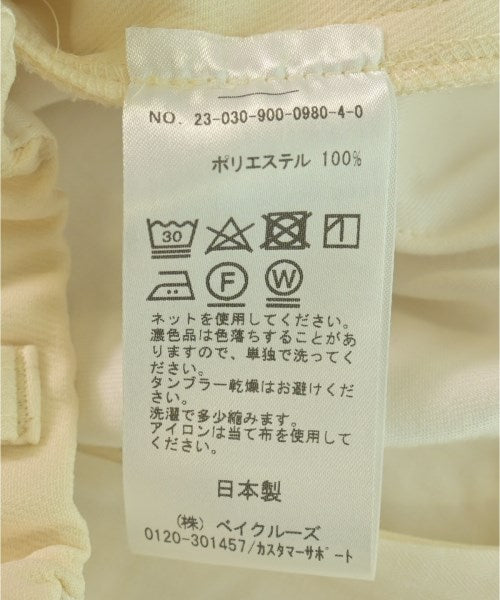 NO. 23-030-900-0980-4-0
ポリエステル 100%
30
F W
ネットを使用してください。
濃色品は色落ちすることがあ
りますので、単独で洗ってく
ださい。
タンブラー乾燥はお避けくだ
さい。
洗濯で多少縮みます。
アイロンは当て布を使用して
ください。
日本製
(株) ベイクルーズ
0120-301457/カスタマーサポート